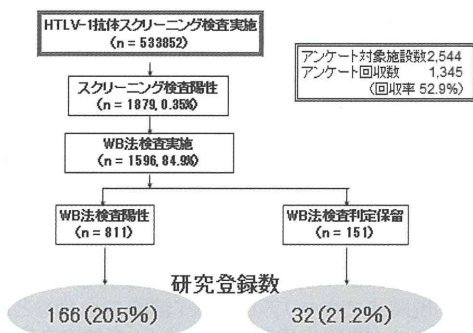 HTLV-1抗体スクリーニング検査実施
(n = 533852)
アンケート対象施設数2,544
アンケート回収数 1,345
(回収率 52.9%)
スクリーニング検査陽性
(n = 1879, 0.35%)
WB法検査実施
(n = 1596, 84.9%)
WB法検査陽性
(n = 811)
WB法検査判定保留
(n = 151)
研究登録数
166(20.5%)
32(21.2%)